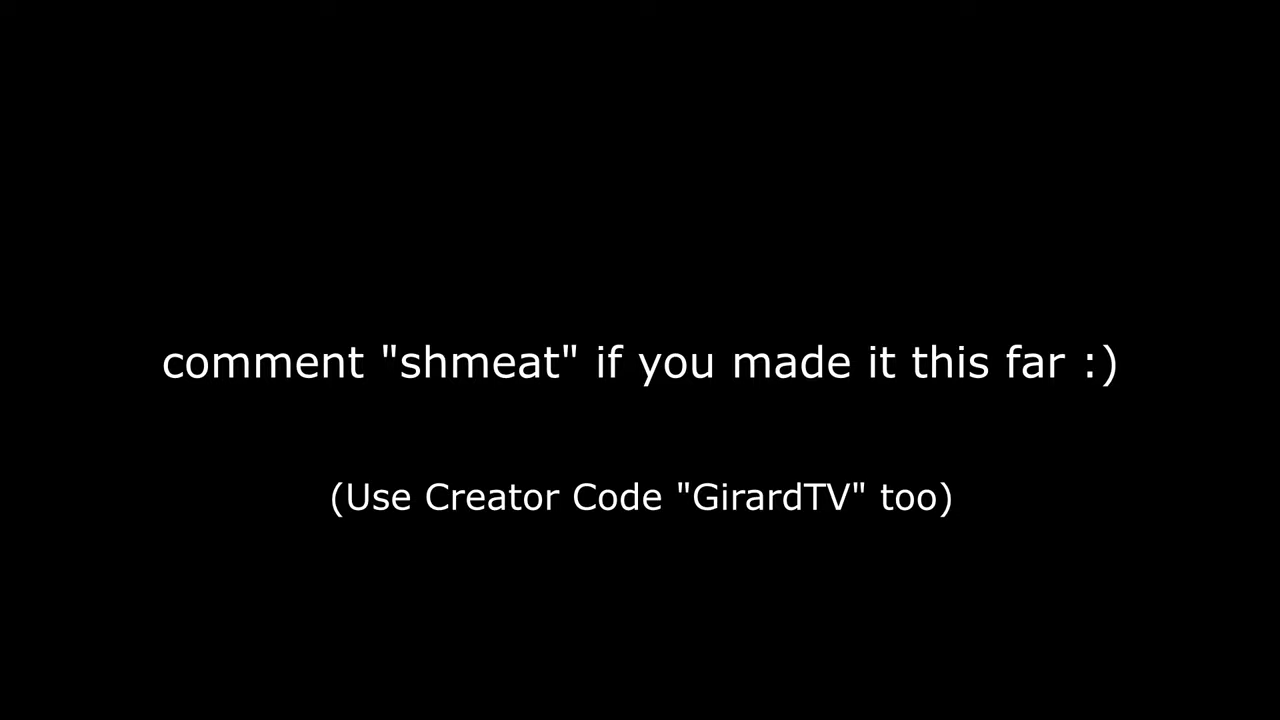 comment "shmeat" if you made it this far :)
(Use Creator Code "GirardTV" too)